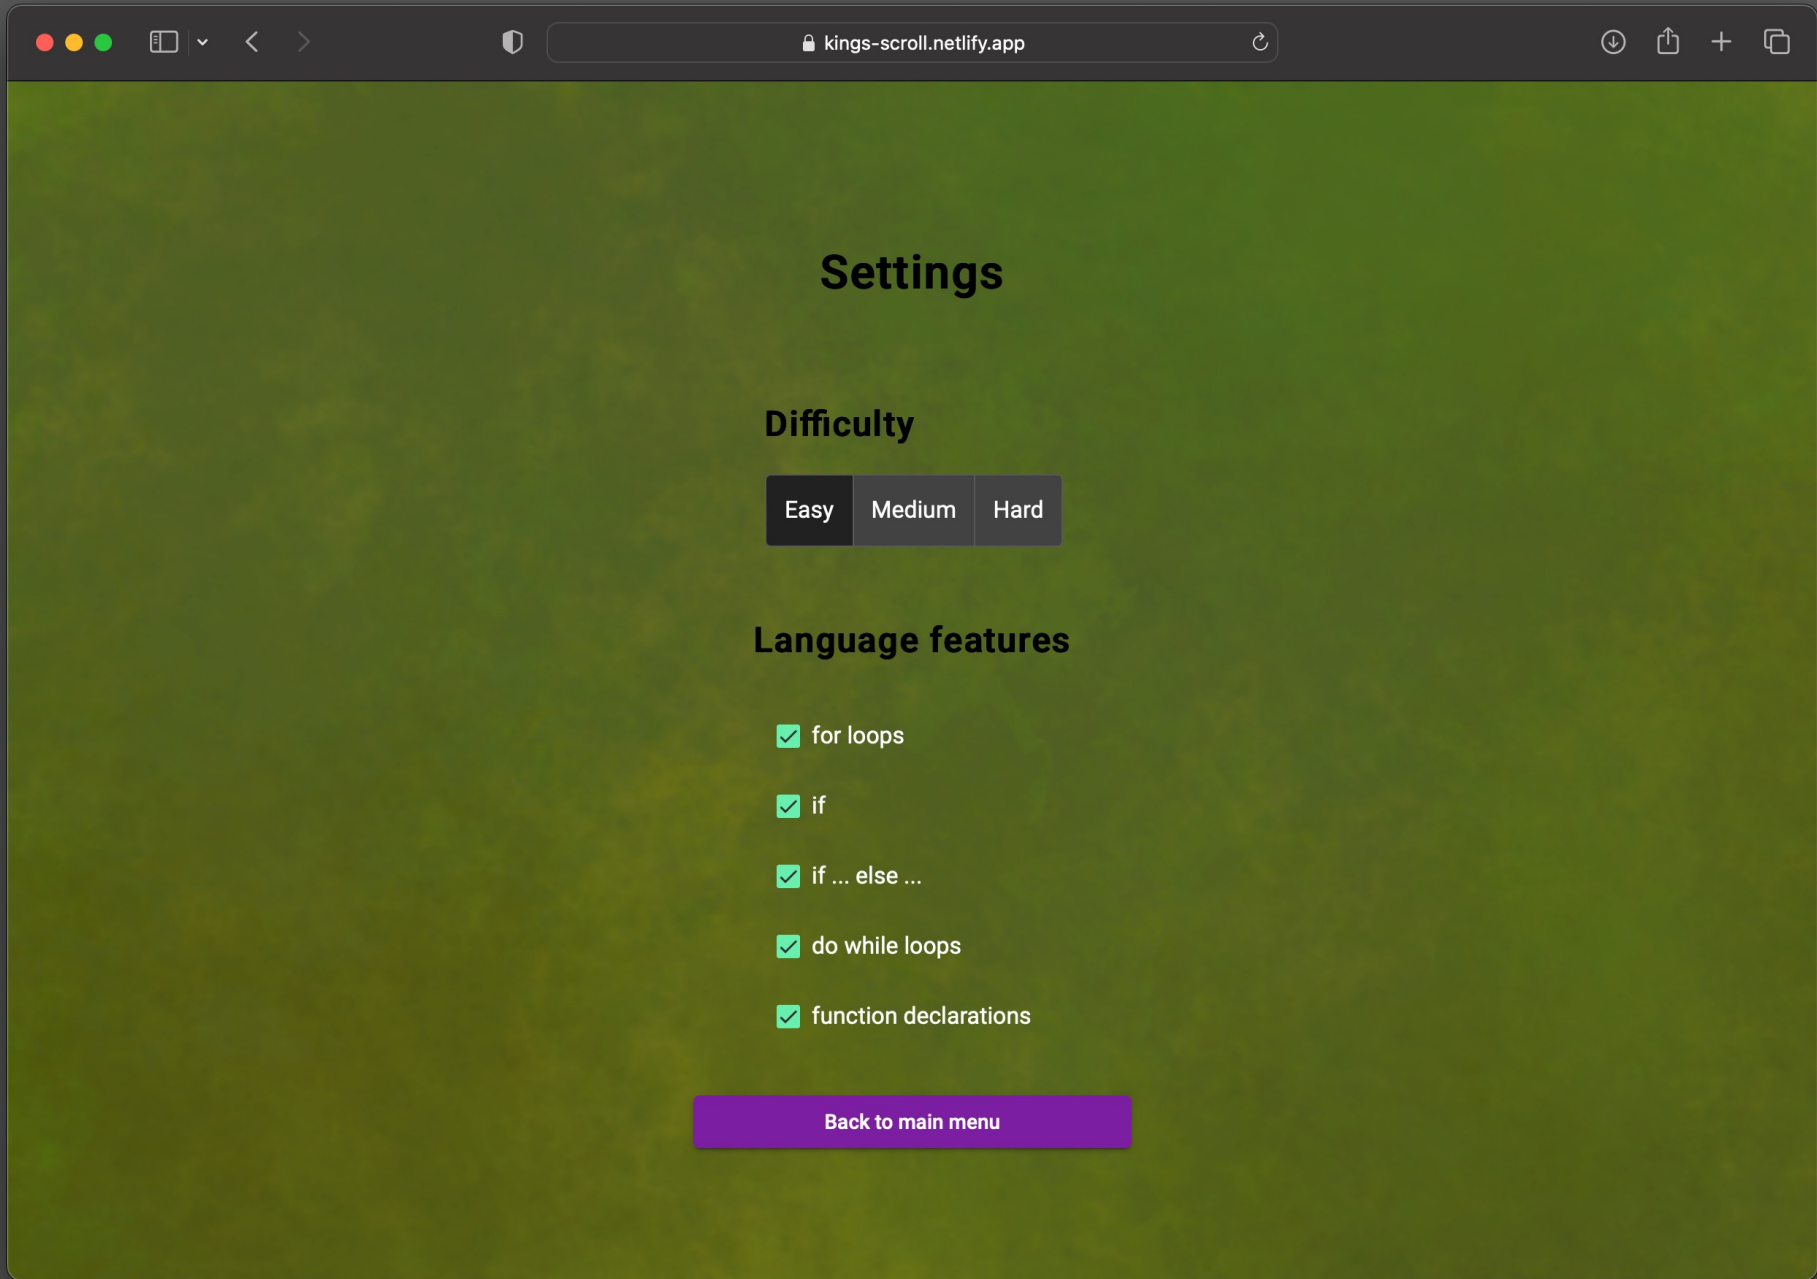 kings-scroll.netlify.app
Settings
Difficulty
Easy Medium Hard
Language features
for loops
if
if ... else ...
do while loops
function declarations
Back to main menu